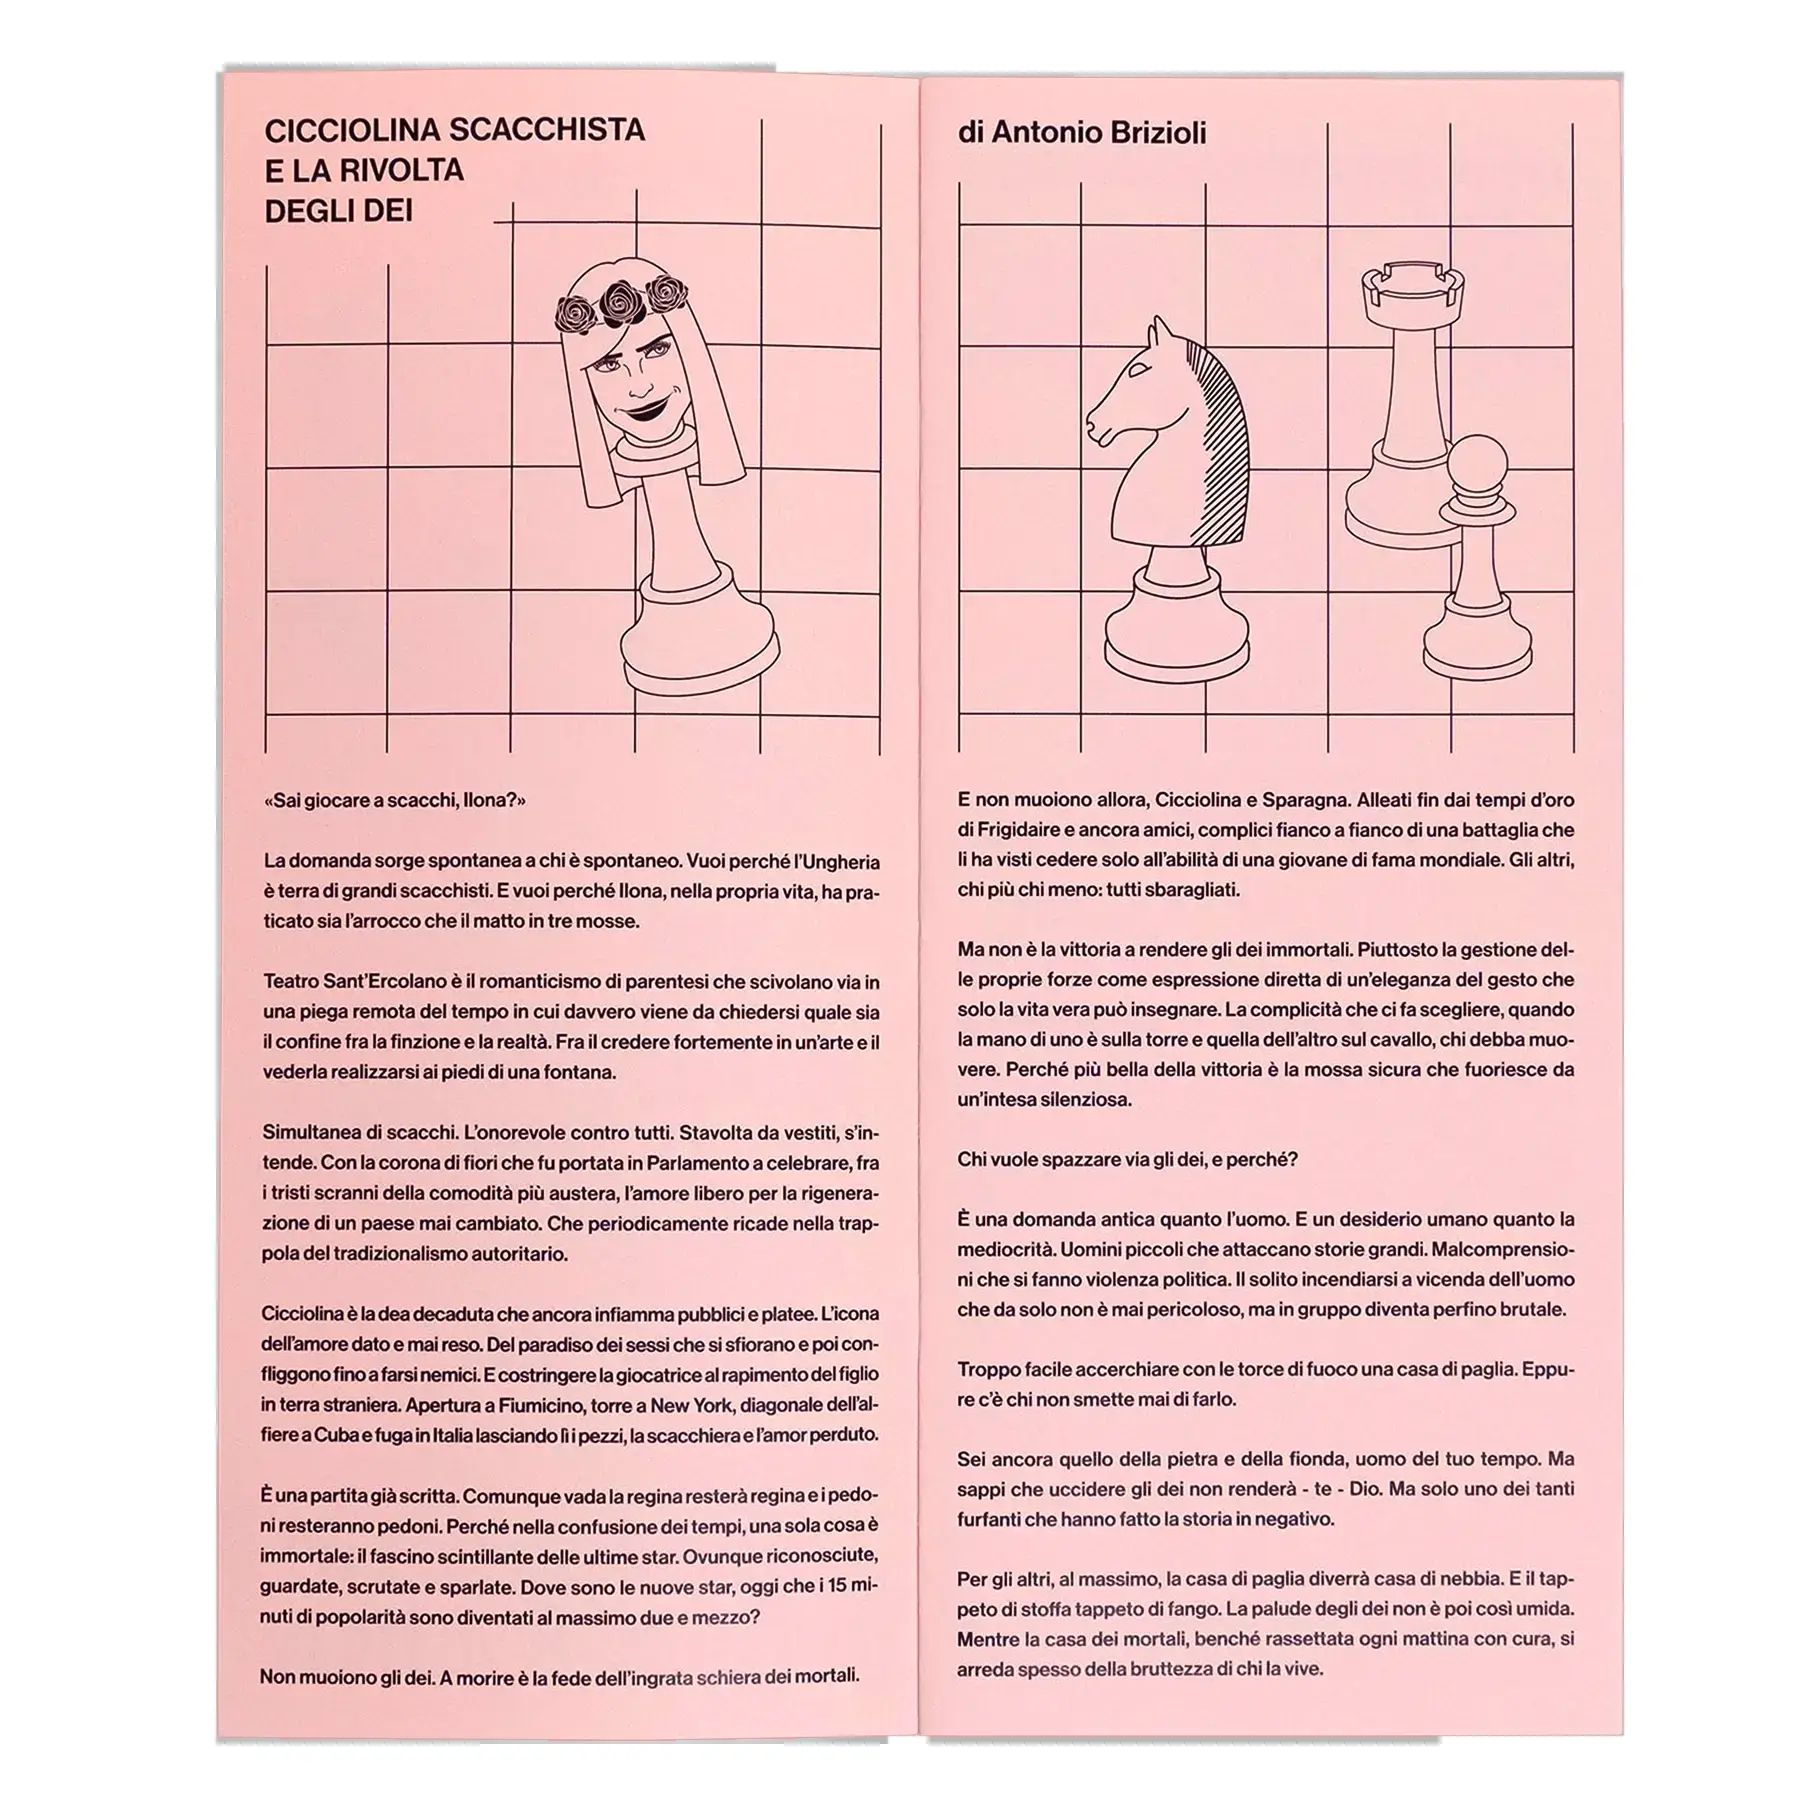 CICCIOLINA SCACCHISTA
E LA RIVOLTA
DEGLI DEI
«Sai giocare a scacchi, Ilona?»
La domanda sorge spontanea a chi è spontaneo. Vuoi perché l'Ungheria
è terra di grandi scacchisti. E vuoi perché Ilona, nella propria vita, ha pra-
ticato sia l'arrocco che il matto in tre mosse.
Teatro Sant'Ercolano è il romanticismo di parentesi che scivolano via in
una piega remota del tempo in cui davvero viene da chiedersi quale sia
il confine fra la finzione e la realtà. Fra il credere fortemente in un'arte e il
vederla realizzarsi ai piedi di una fontana.
Simultanea di scacchi. L'onorevole contro tutti. Stavolta da vestiti, s'in-
tende. Con la corona di fiori che fu portata in Parlamento a celebrare, fra
i tristi scranni della comodità più austera, l'amore libero per la rigenera-
zione di un paese mai cambiato. Che periodicamente ricade nella trap-
pola del tradizionalismo autoritario.
Cicciolina è la dea decaduta che ancora infiamma pubblici e platee. L'icona
dell'amore dato e mai reso. Del paradiso dei sessi che si sfiorano e poi con-
fliggono fino a farsi nemici. E costringere la giocatrice al rapimento del figlio
in terra straniera. Apertura a Fiumicino, torre a New York, diagonale dell'al-
fiere a Cuba e fuga in Italia lasciando lì i pezzi, la scacchiera e l'amor perduto.
È una partita già scritta. Comunque vada la regina resterà regina e i pedo-
ni resteranno pedoni. Perché nella confusione dei tempi, una sola cosa è
immortale: il fascino scintillante delle ultime star. Ovunque riconosciute,
guardate, scrutate e sparlate. Dove sono le nuove star, oggi che i 15 mi-
nuti di popolarità sono diventati al massimo due e mezzo?
Non muoiono gli dei. A morire è la fede dell'ingrata schiera dei mortali.
di Antonio Brizioli
E non muoiono allora, Cicciolina e Sparagna. Alleati fin dai tempi d'oro
di Frigidaire e ancora amici, complici fianco a fianco di una battaglia che
li ha visti cedere solo all'abilità di una giovane di fama mondiale. Gli altri,
chi più chi meno: tutti sbaragliati.
Ma non è la vittoria a rendere gli dei immortali. Piuttosto la gestione del-
le proprie forze come espressione diretta di un'eleganza del gesto che
solo la vita vera può insegnare. La complicità che ci fa scegliere, quando
la mano di uno è sulla torre e quella dell'altro sul cavallo, chi debba muo-
vere. Perché più bella della vittoria è la mossa sicura che fuoriesce da
un'intesa silenziosa.
Chi vuole spazzare via gli dei, e perché?
È una domanda antica quanto l'uomo. E un desiderio umano quanto la
mediocrità. Uomini piccoli che attaccano storie grandi. Malcomprensio-
ni che si fanno violenza politica. Il solito incendiarsi a vicenda dell'uomo
che da solo non è mai pericoloso, ma in gruppo diventa perfino brutale.
Troppo facile accerchiare con le torce di fuoco una casa di paglia. Eppu-
re c'è chi non smette mai di farlo.
Sei ancora quello della pietra e della fionda, uomo del tuo tempo. Ma
sappi che uccidere gli dei non renderà - te - Dio. Ma solo uno dei tanti
furfanti che hanno fatto la storia in negativo.
Per gli altri, al massimo, la casa di paglia diverrà casa di nebbia. E il tap-
peto di stoffa tappeto di fango. La palude degli dei non è poi così umida.
Mentre la casa dei mortali, benché rassettata ogni mattina con cura, si
arreda spesso della bruttezza di chi la vive.